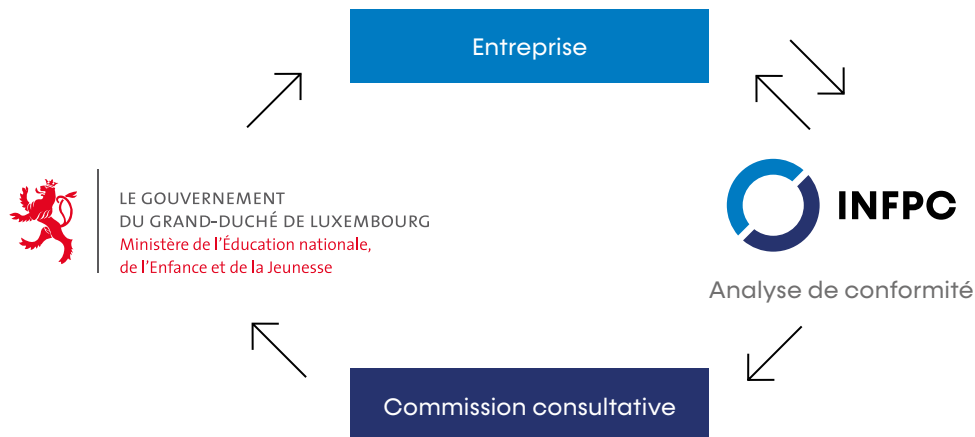 Entreprise
LE GOUVERNEMENT
DU GRAND-DUCHÉ DE LUXEMBOURG
Ministère de l'Éducation nationale,
de l'Enfance et de la Jeunesse
INFPC
Analyse de conformité
Commission consultative